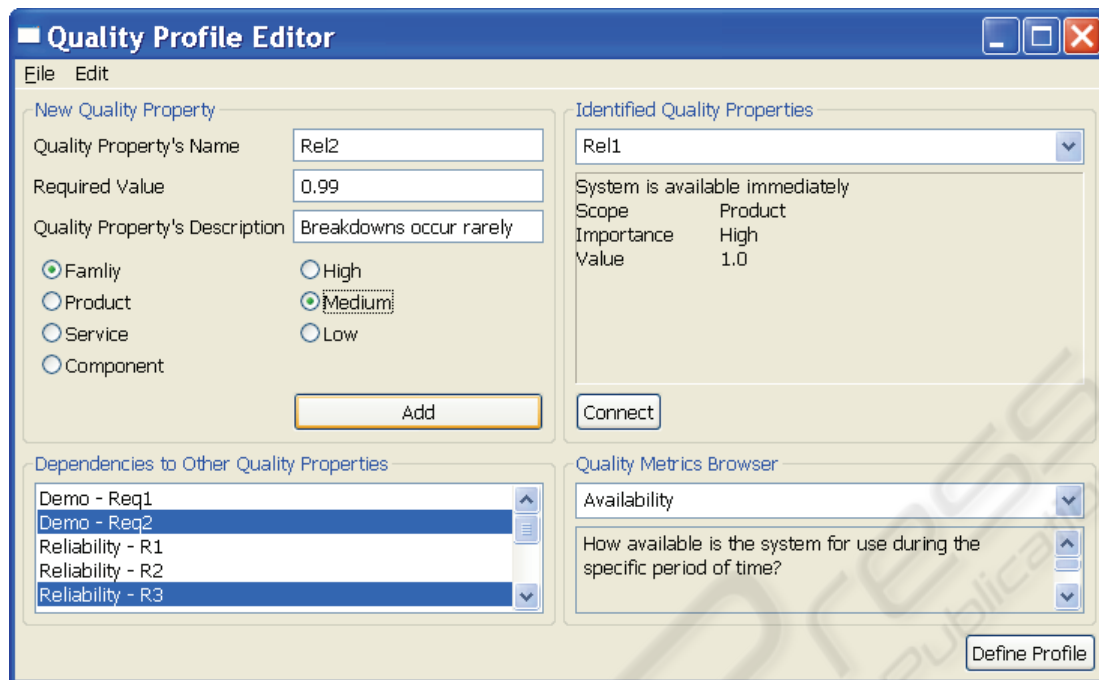 Quality Profile Editor
File Edit
New Quality Property
Quality Property's Name Rel2
Required Value 0.99
Quality Property's Description Breakdowns occur rarely
Famliy High
Product Medium
Service Low
Component
Add
Identified Quality Properties
Rel1
System is available immediately
Scope Product
Importance High
Value 1.0
Connect
Dependencies to Other Quality Properties
Demo - Req1
Demo - Req2
Reliability - R1
Reliability - R2
Reliability - R3
Quality Metrics Browser
Availability
How available is the system for use during the
specific period of time?
Define Profile